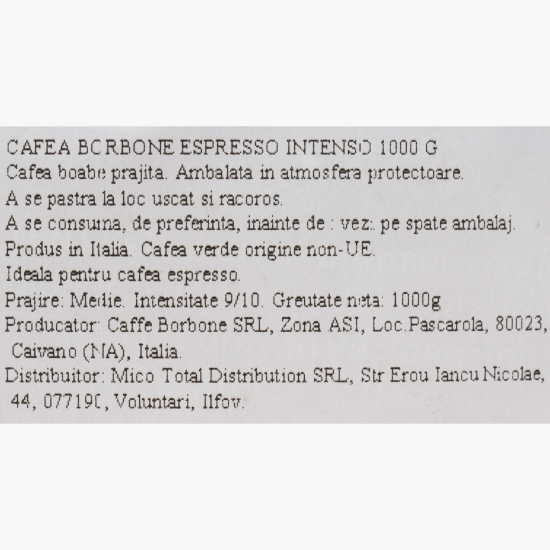 CAFEA BORBONE ESPRESSO INTENSO 1000 G
Cafea boabe prajita. Ambalata in atmosfera protectoare.
A se pastra la loc uscat si racoros.
A se consuma, de preferinta, inainte de : vezi pe spate ambalaj.
Produs in Italia. Cafea verde origine non-UE.
Ideala pentru cafea espresso.
Prajire: Medie. Intensitate 9/10. Greutate neta: 1000g
Producator: Caffe Borbone SRL, Zona ASI, Loc.Pascarola, 80023,
Caivano (NA), Italia.
Distribuitor: Mico Total Distribution SRL, Str Erou Iancu Nicolae,
44, 077190, Voluntari, Ilfov.